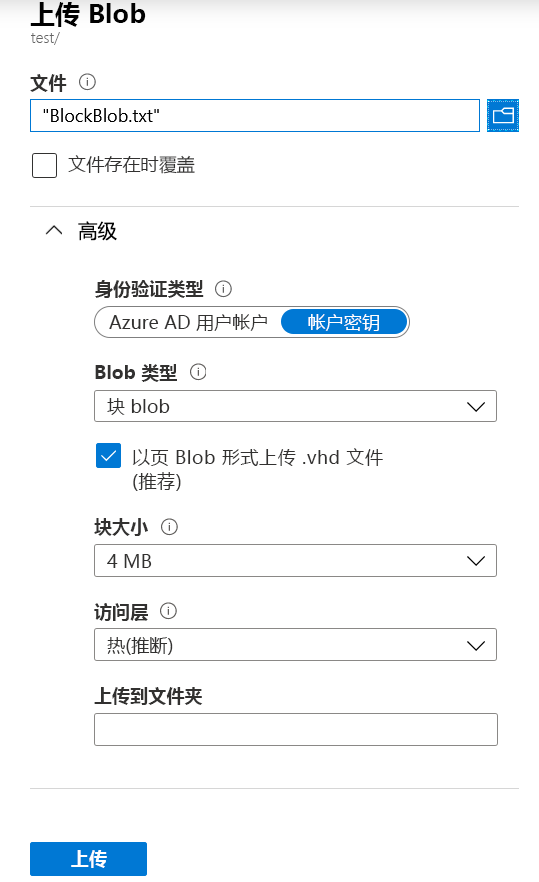 上传 Blob
test/
文件
"BlockBlob.txt"
文件存在时覆盖
高级
身份验证类型
Azure AD 用户帐户 帐户密钥
Blob 类型
块 blob
以页 Blob 形式上传 .vhd 文件
(推荐)
块大小
4 MB
访问层
热(推断)
上传到文件夹
上传